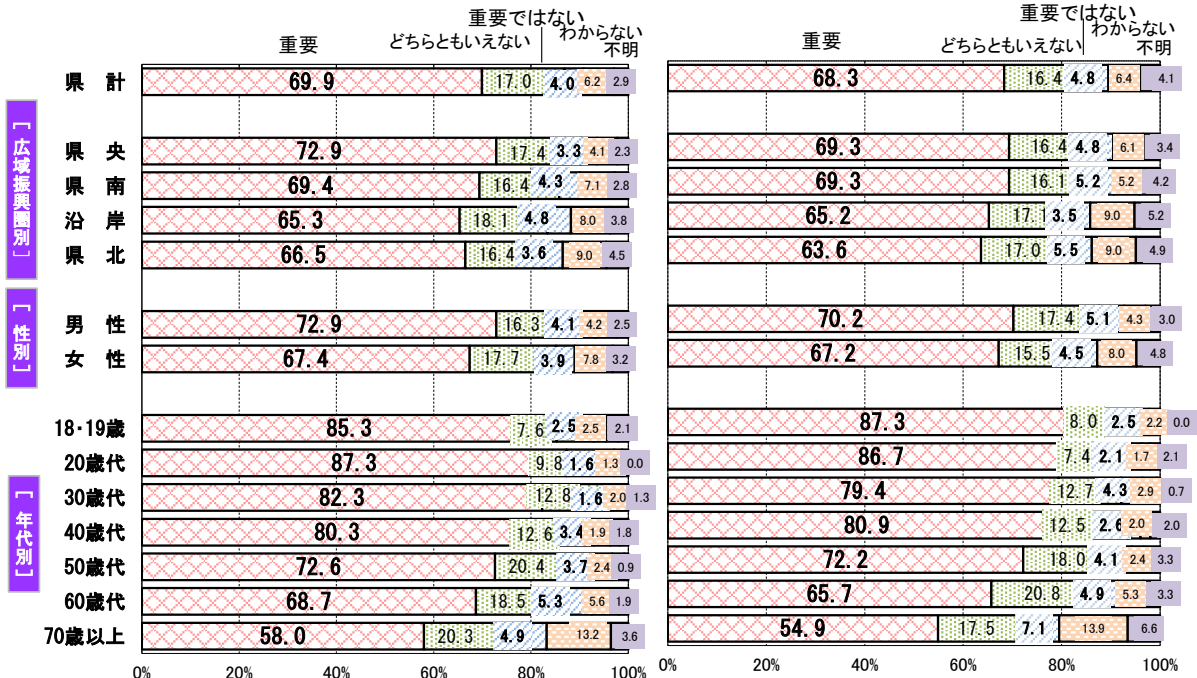 重要ではない
重要 どちらともいえない わからない
不明
県 計 69.9 17.0 4.0 6.2 2.9
[広域振興圏別]
県 央 72.9 17.4 3.3 4.1 2.3
県 南 69.4 16.4 4.3 7.1 2.8
沿 岸 65.3 18.1 4.8 8.0 3.8
県 北 66.5 16.4 3.6 9.0 4.5
[性別]
男 性 72.9 16.3 4.1 4.2 2.5
女 性 67.4 17.7 3.9 7.8 3.2
[年代別]
18・19歳 85.3 7.6 2.5 2.5 2.1
20歳代 87.3 9.8 1.6 1.3 0.0
30歳代 82.3 12.8 1.6 2.0 1.3
40歳代 80.3 12.6 3.4 1.9 1.8
50歳代 72.6 20.4 3.7 2.4 0.9
60歳代 68.7 18.5 5.3 5.6 1.9
70歳以上 58.0 20.3 4.9 13.2 3.6
0% 20% 40% 60% 80% 100%
重要ではない
重要 どちらともいえない わからない
不明
68.3 16.4 4.8 6.4 4.1
69.3 16.4 4.8 6.1 3.4
69.3 16.1 5.2 5.2 4.2
65.2 17.1 3.5 9.0 5.2
63.6 17.0 5.5 9.0 4.9
70.2 17.4 5.1 4.3 3.0
67.2 15.5 4.5 8.0 4.8
87.3 8.0 2.5 2.2 0.0
86.7 7.4 2.1 1.7 2.1
79.4 12.7 4.3 2.9 0.7
80.9 12.5 2.6 2.0 2.0
72.2 18.0 4.1 2.4 3.3
65.7 20.8 4.9 5.3 3.3
54.9 17.5 7.1 13.9 6.6
0% 20% 40% 60% 80% 100%